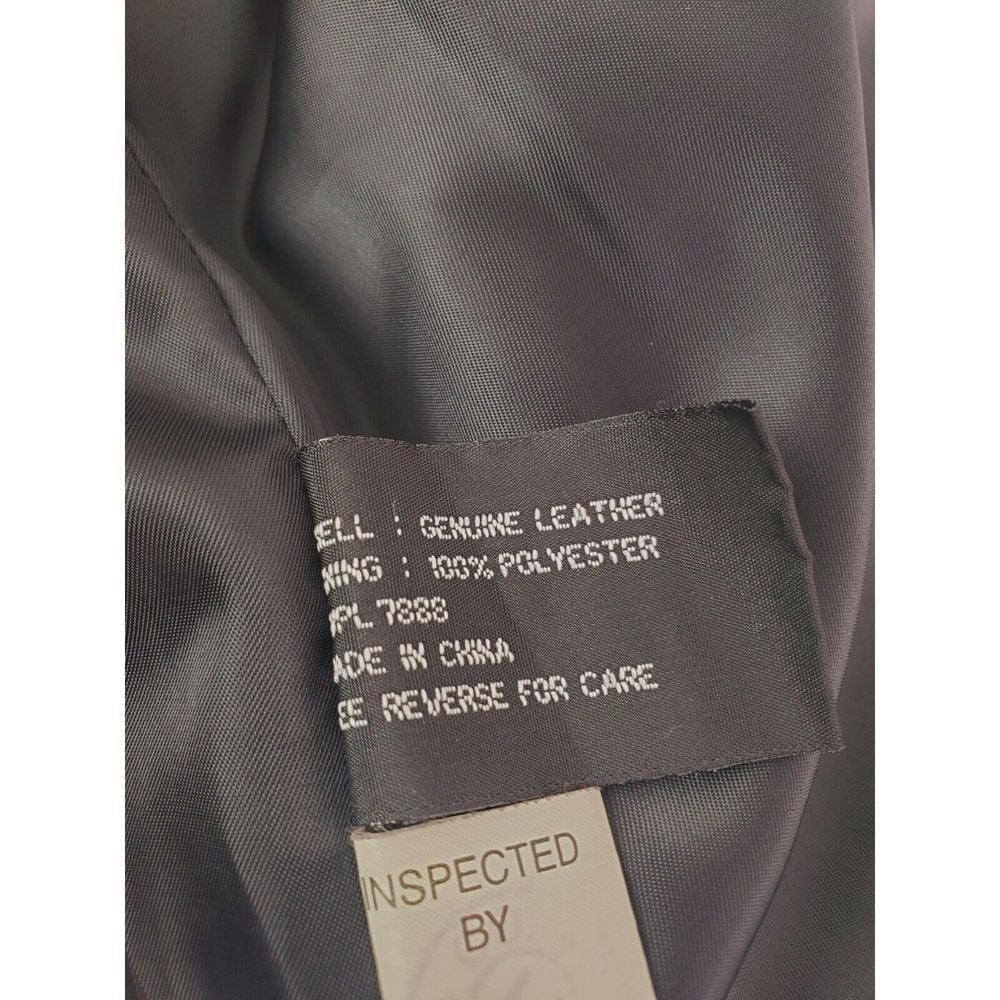 ELL : GENUINE LEATHER
NING : 100% POLYESTER
PL 7888
ADE IN CHINA
EE REVERSE FOR CARE
INSPECTED
BY